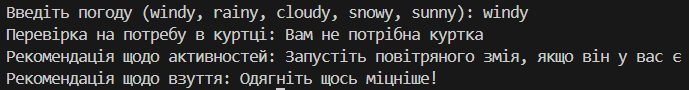 Введіть погоду (windy, rainy, cloudy, snowy, sunny): windy
Перевірка на потребу в куртці: Вам не потрібна куртка
Рекомендація щодо активностей: Запустіть повітряного змія, якщо він у вас є
Рекомендація щодо взуття: Одягніть щось міцніше!